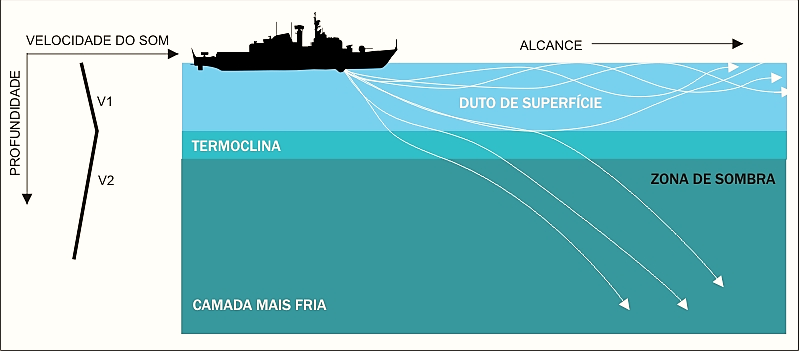 VELOCIDADE DO SOM
ALCANCE
PROFUNDIDADE
V1
DUTO DE SUPERFÍCIE
TERMOCLINA
V2
ZONA DE SOMBRA
CAMADA MAIS FRIA